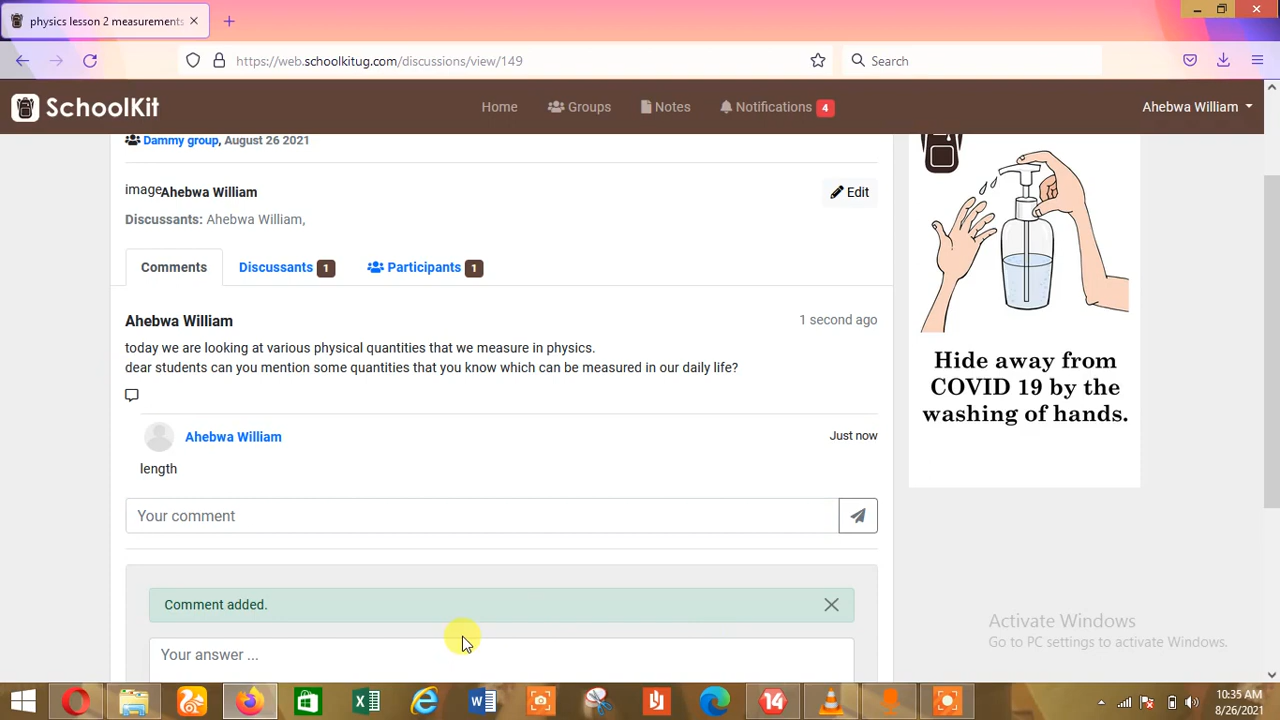 physics lesson 2 measurements
https://web.schoolkitug.com/discussions/view/149
Search
SchoolKit
Home
Groups
Notes
Notifications 4
Ahebwa William
Dammy group, August 26 2021
imageAhebwa William
Edit
Discussants: Ahebwa William,
Comments
Discussants 1
Participants 1
Ahebwa William
1 second ago
today we are looking at various physical quantities that we measure in physics.
dear students can you mention some quantities that you know which can be measured in our daily life?
Ahebwa William
Just now
length
Your comment
Comment added.
Your answer ...
Hide away from
COVID 19 by the
washing of hands.
Activate Windows
Go to PC settings to activate Windows.
14
10:35 AM
8/26/2021